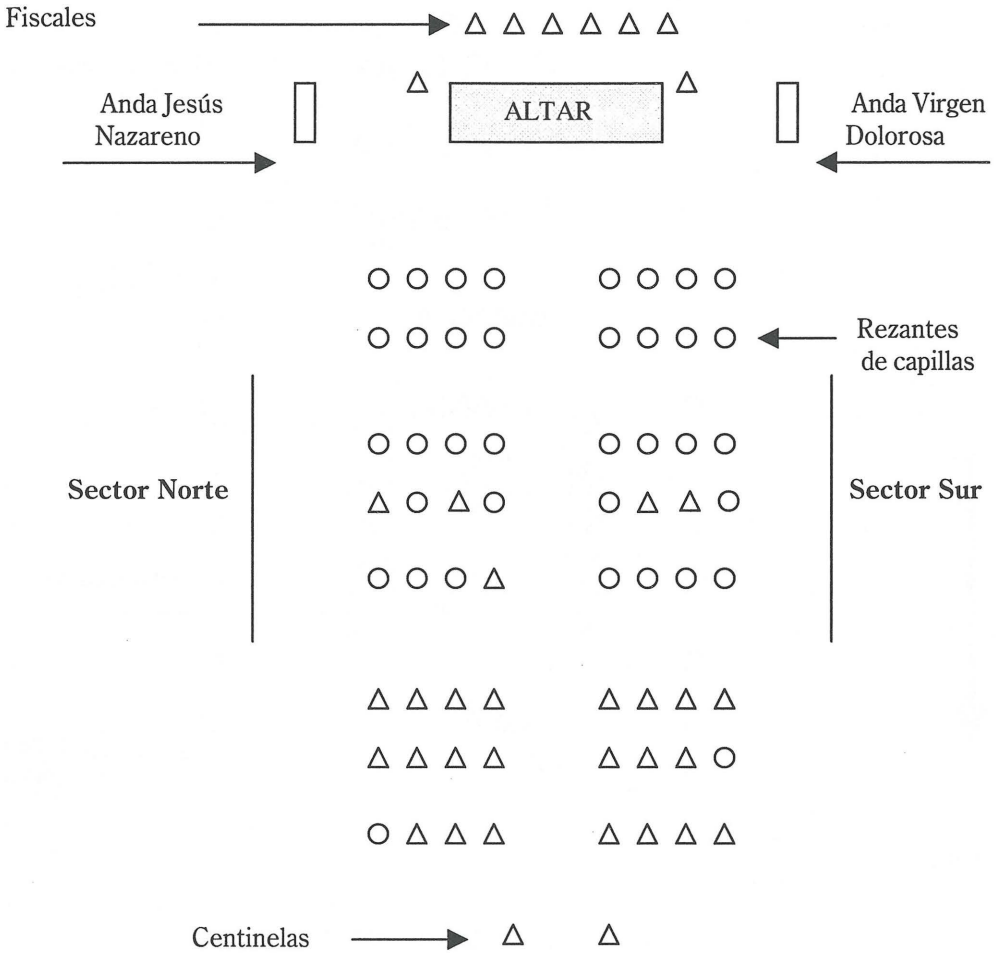 Fiscales
Anda Jesús
Nazareno
ALTAR
Anda Virgen
Dolorosa
Rezantes
de capillas
Sector Norte
Sector Sur
Centinelas